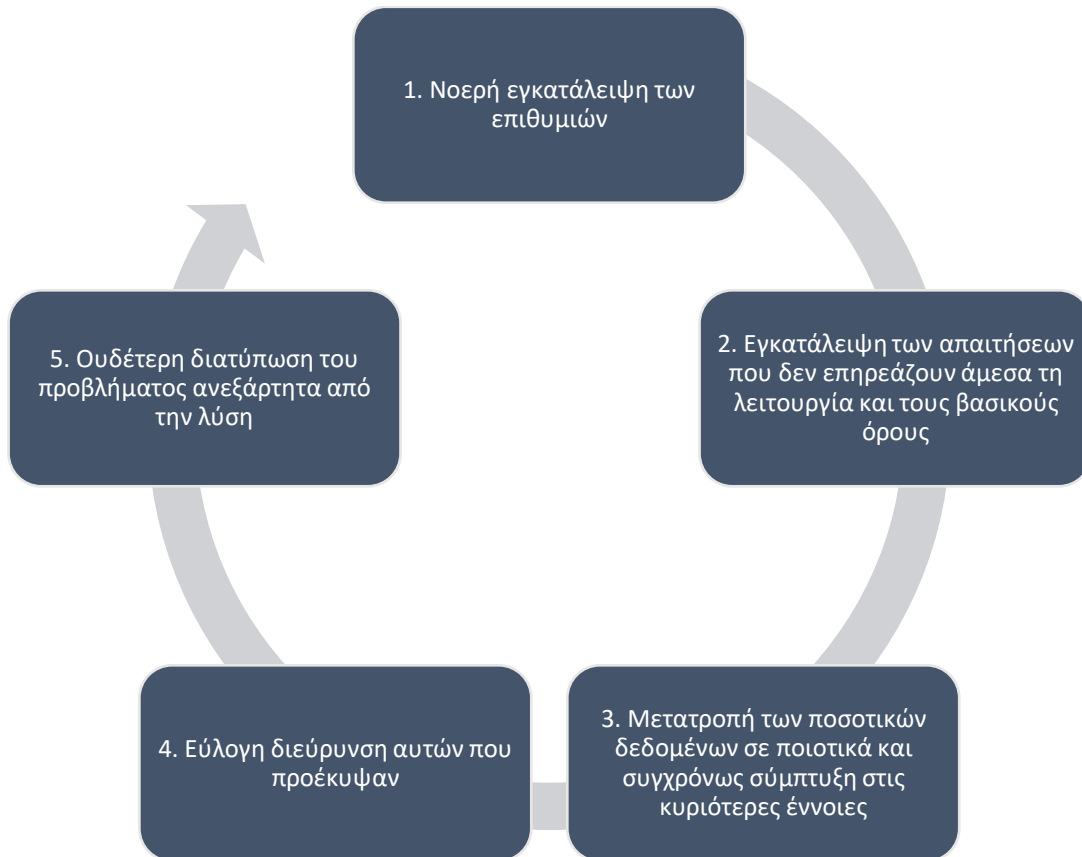 1. Νοερή εγκατάλειψη των
επιθυμιών
2. Εγκατάλειψη των απαιτήσεων
που δεν επηρεάζουν άμεσα τη
λειτουργία και τους βασικούς
όρους
3. Μετατροπή των ποσοτικών
δεδομένων σε ποιοτικά και
συγχρόνως σύμπτυξη στις
κυριότερες έννοιες
4. Εύλογη διεύρυνση αυτών που
προέκυψαν
5. Ουδέτερη διατύπωση του
προβλήματος ανεξάρτητα από
την λύση